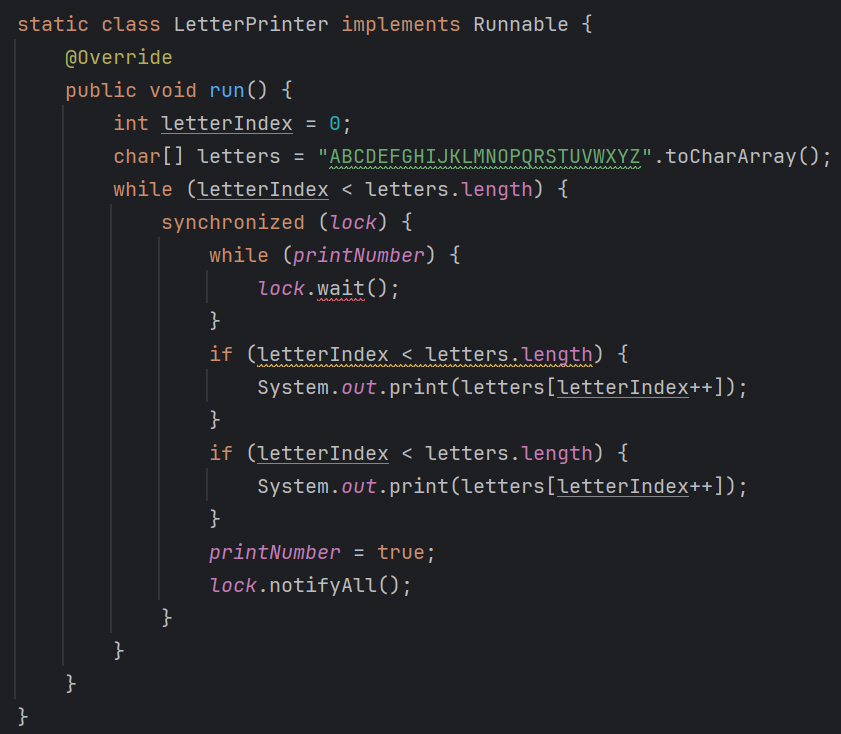 static class LetterPrinter implements Runnable {
    @Override
    public void run() {
        int letterIndex = 0;
        char[] letters = "ABCDEFGHIJKLMNOPQRSTUVWXYZ".toCharArray();
        while (letterIndex < letters.length) {
            synchronized (lock) {
                while (printNumber) {
                    lock.wait();
                }
                if (letterIndex < letters.length) {
                    System.out.print(letters[letterIndex++]);
                }
                if (letterIndex < letters.length) {
                    System.out.print(letters[letterIndex++]);
                }
                printNumber = true;
                lock.notifyAll();
            }
        }
    }
}